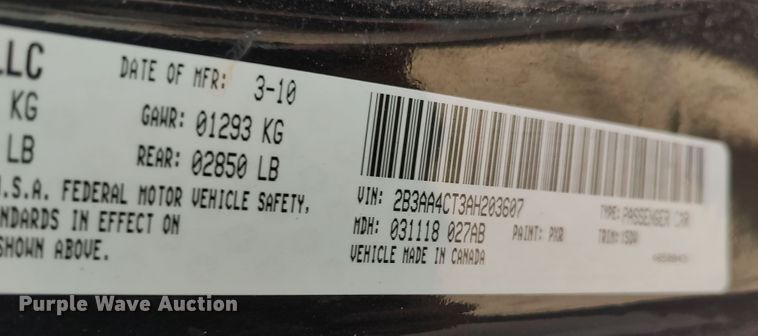 LLC
DATE OF MFR: 3-10
KG GAWR: 01293 KG
LB REAR: 02850 LB
U.S.A. FEDERAL MOTOR VEHICLE SAFETY,
STANDARDS IN EFFECT ON
SHOWN ABOVE.
VIN: 2B3AA4CT3AH203607 TYPE: PASSENGER CAR
MDH: 031118 027AB PAINT: PXR TRIM:
VEHICLE MADE IN CANADA
Purple Wave Auction